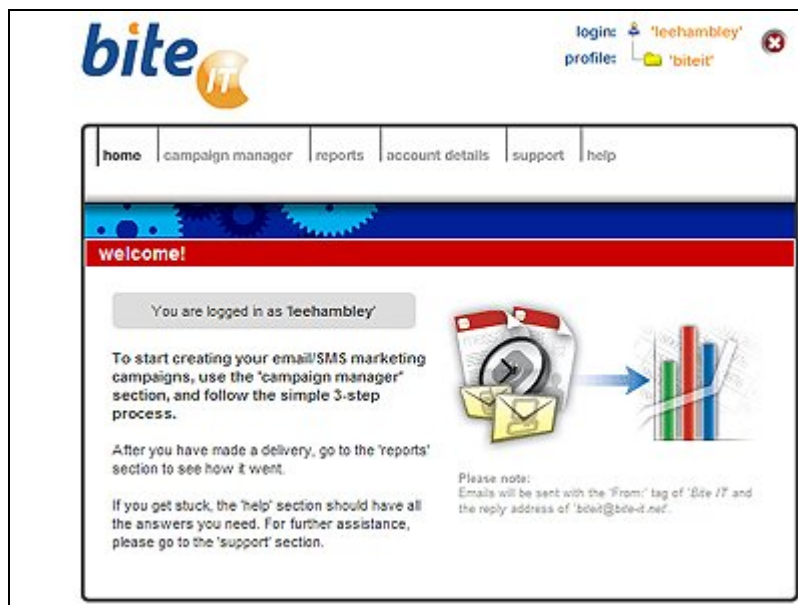 bite IT
login: 'leehambley'
profile: 'biteit'
home campaign manager reports account details support help
welcome!
You are logged in as 'leehambley'
To start creating your email/SMS marketing
campaigns, use the "campaign manager"
section, and follow the simple 3-step
process.
After you have made a delivery, go to the 'reports'
section to see how it went.
If you get stuck, the 'help' section should have all
the answers you need. For further assistance,
please go to the 'support' section.
Please note:
Emails will be sent with the 'From:' tag of 'Bite IT' and
the reply address of 'biteit@bite-it.net'.